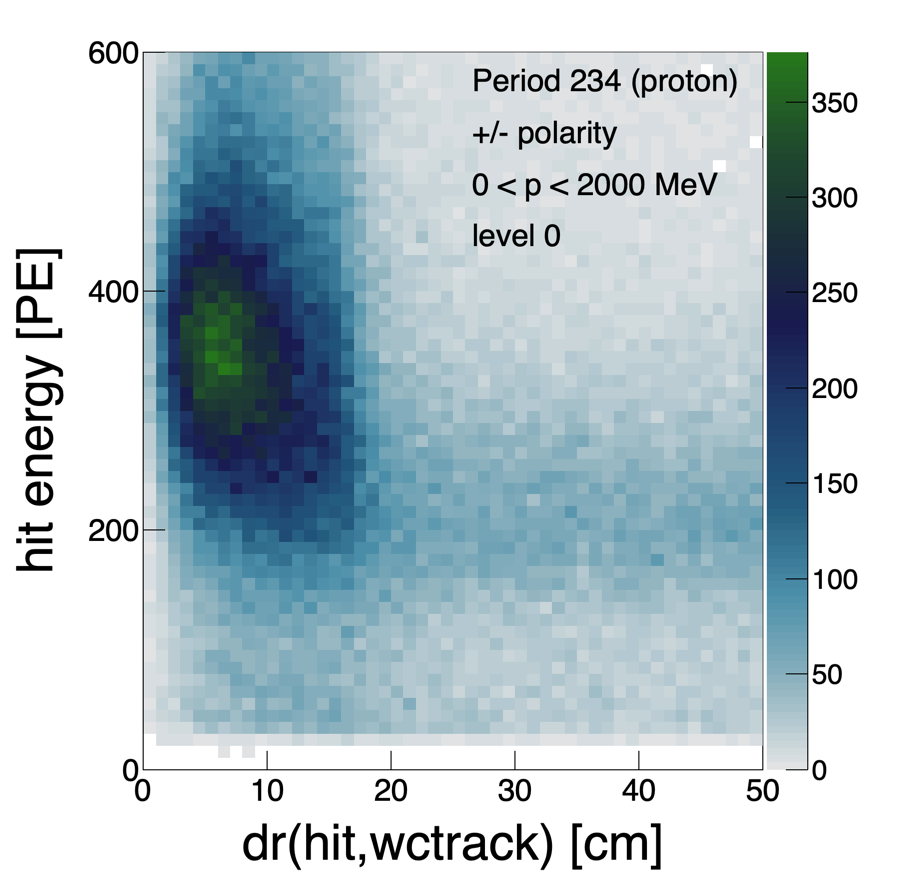 600
400
200
0
hit energy [PE]
Period 234 (proton)
+/- polarity
0 < p < 2000 MeV
level 0
350
300
250
200
150
100
50
0
0 10 20 30 40 50
dr(hit,wctrack) [cm]